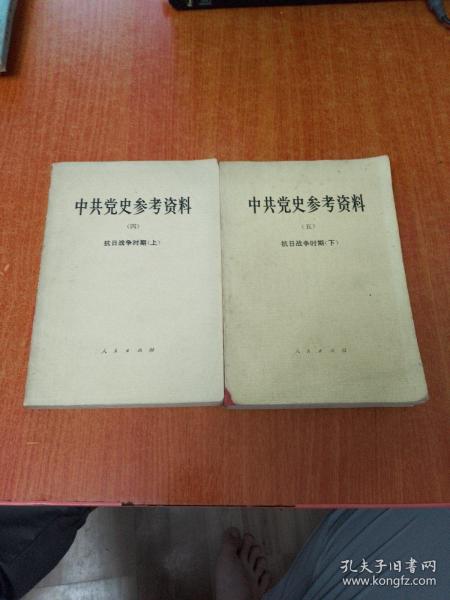 中共党史参考资料
(四)
抗日战争时期(上)
人民出版社
中共党史参考资料
(五)
抗日战争时期(下)
人民出版社
孔夫子旧书网
www.kongfz.com